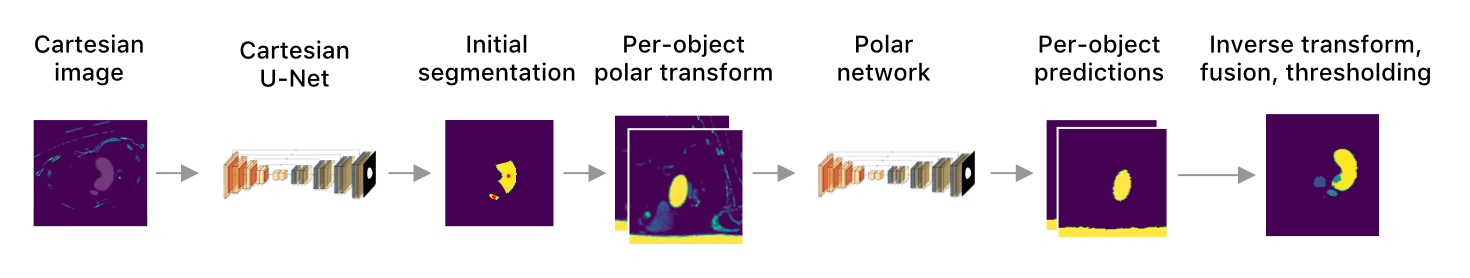 Cartesian
image
Cartesian
U-Net
Initial
segmentation
Per-object
polar transform
Polar
network
Per-object
predictions
Inverse transform,
fusion, thresholding